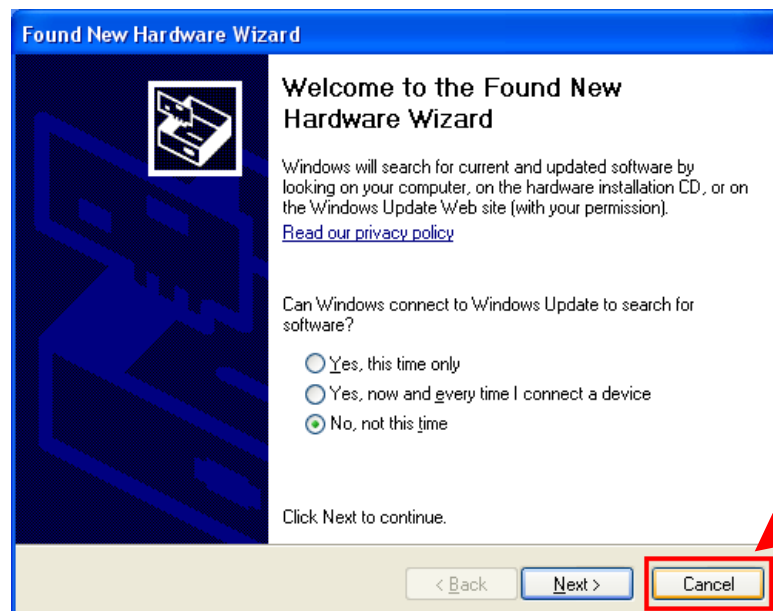 Found New Hardware Wizard
Welcome to the Found New
Hardware Wizard
Windows will search for current and updated software by
looking on your computer, on the hardware installation CD, or on
the Windows Update Web site (with your permission).
Read our privacy policy
Can Windows connect to Windows Update to search for
software?
Yes, this time only
Yes, now and every time I connect a device
No, not this time
Click Next to continue.
< Back
Next >
Cancel